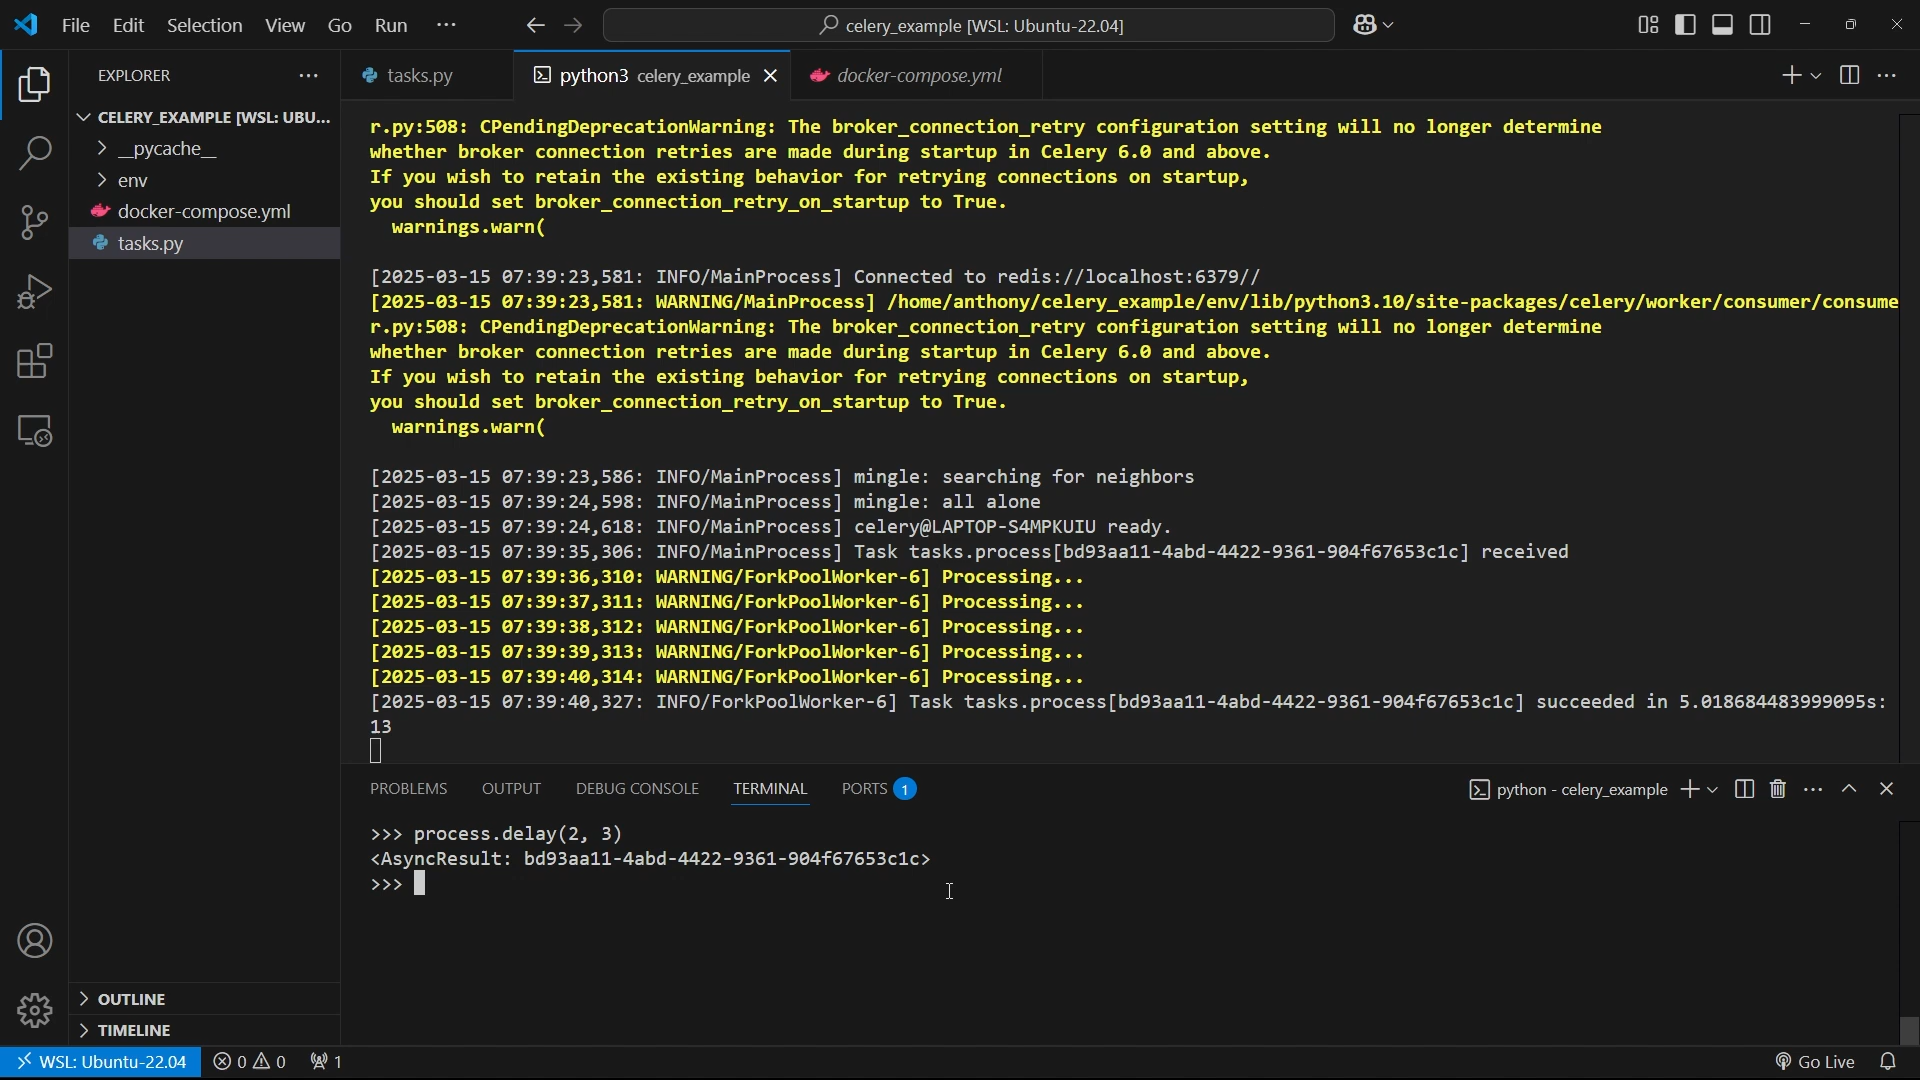 File Edit Selection View Go Run ··· celery_example [WSL: Ubuntu-22.04]
EXPLORER ···
tasks.py
python3 celery_example
docker-compose.yml
CELERY_EXAMPLE [WSL: UBU...
__pycache__
env
docker-compose.yml
tasks.py
r.py:508: CPendingDeprecationWarning: The broker_connection_retry configuration setting will no longer determine
whether broker connection retries are made during startup in Celery 6.0 and above.
If you wish to retain the existing behavior for retrying connections on startup,
you should set broker_connection_retry_on_startup to True.
  warnings.warn(
[2025-03-15 07:39:23,581: INFO/MainProcess] Connected to redis://localhost:6379//
[2025-03-15 07:39:23,581: WARNING/MainProcess] /home/anthony/celery_example/env/lib/python3.10/site-packages/celery/worker/consumer/consume
r.py:508: CPendingDeprecationWarning: The broker_connection_retry configuration setting will no longer determine
whether broker connection retries are made during startup in Celery 6.0 and above.
If you wish to retain the existing behavior for retrying connections on startup,
you should set broker_connection_retry_on_startup to True.
  warnings.warn(
[2025-03-15 07:39:23,586: INFO/MainProcess] mingle: searching for neighbors
[2025-03-15 07:39:24,598: INFO/MainProcess] mingle: all alone
[2025-03-15 07:39:24,618: INFO/MainProcess] celery@LAPTOP-S4MPKUIU ready.
[2025-03-15 07:39:35,306: INFO/MainProcess] Task tasks.process[bd93aa11-4abd-4422-9361-904f67653c1c] received
[2025-03-15 07:39:36,310: WARNING/ForkPoolWorker-6] Processing...
[2025-03-15 07:39:37,311: WARNING/ForkPoolWorker-6] Processing...
[2025-03-15 07:39:38,312: WARNING/ForkPoolWorker-6] Processing...
[2025-03-15 07:39:39,313: WARNING/ForkPoolWorker-6] Processing...
[2025-03-15 07:39:40,314: WARNING/ForkPoolWorker-6] Processing...
[2025-03-15 07:39:40,327: INFO/ForkPoolWorker-6] Task tasks.process[bd93aa11-4abd-4422-9361-904f67653c1c] succeeded in 5.018684483999095s:
13
PROBLEMS OUTPUT DEBUG CONSOLE TERMINAL PORTS 1 python - celery_example
>>> process.delay(2, 3)
<AsyncResult: bd93aa11-4abd-4422-9361-904f67653c1c>
>>>
OUTLINE
TIMELINE
WSL: Ubuntu-22.04 0 0 1 Go Live